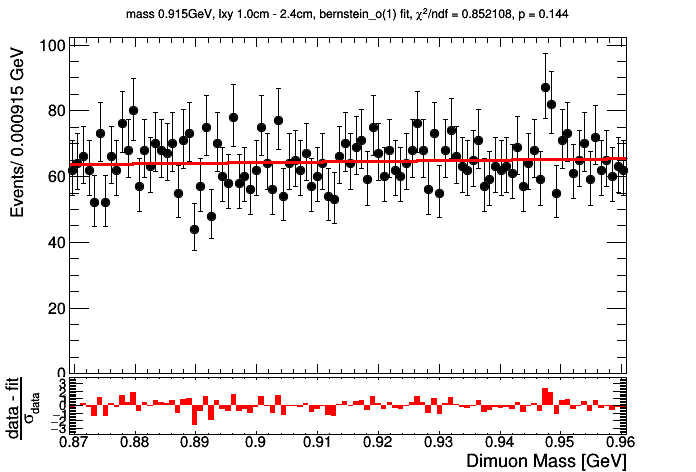 mass 0.915GeV, lxy 1.0cm - 2.4cm, bernstein_o(1) fit, χ²/ndf = 0.852108, p = 0.144
Events/ 0.000915 GeV
100
80
60
40
20
0
data - fit
σdata
3
2
1
0
−1
−2
−3
0.87 0.88 0.89 0.9 0.91 0.92 0.93 0.94 0.95 0.96
Dimuon Mass [GeV]